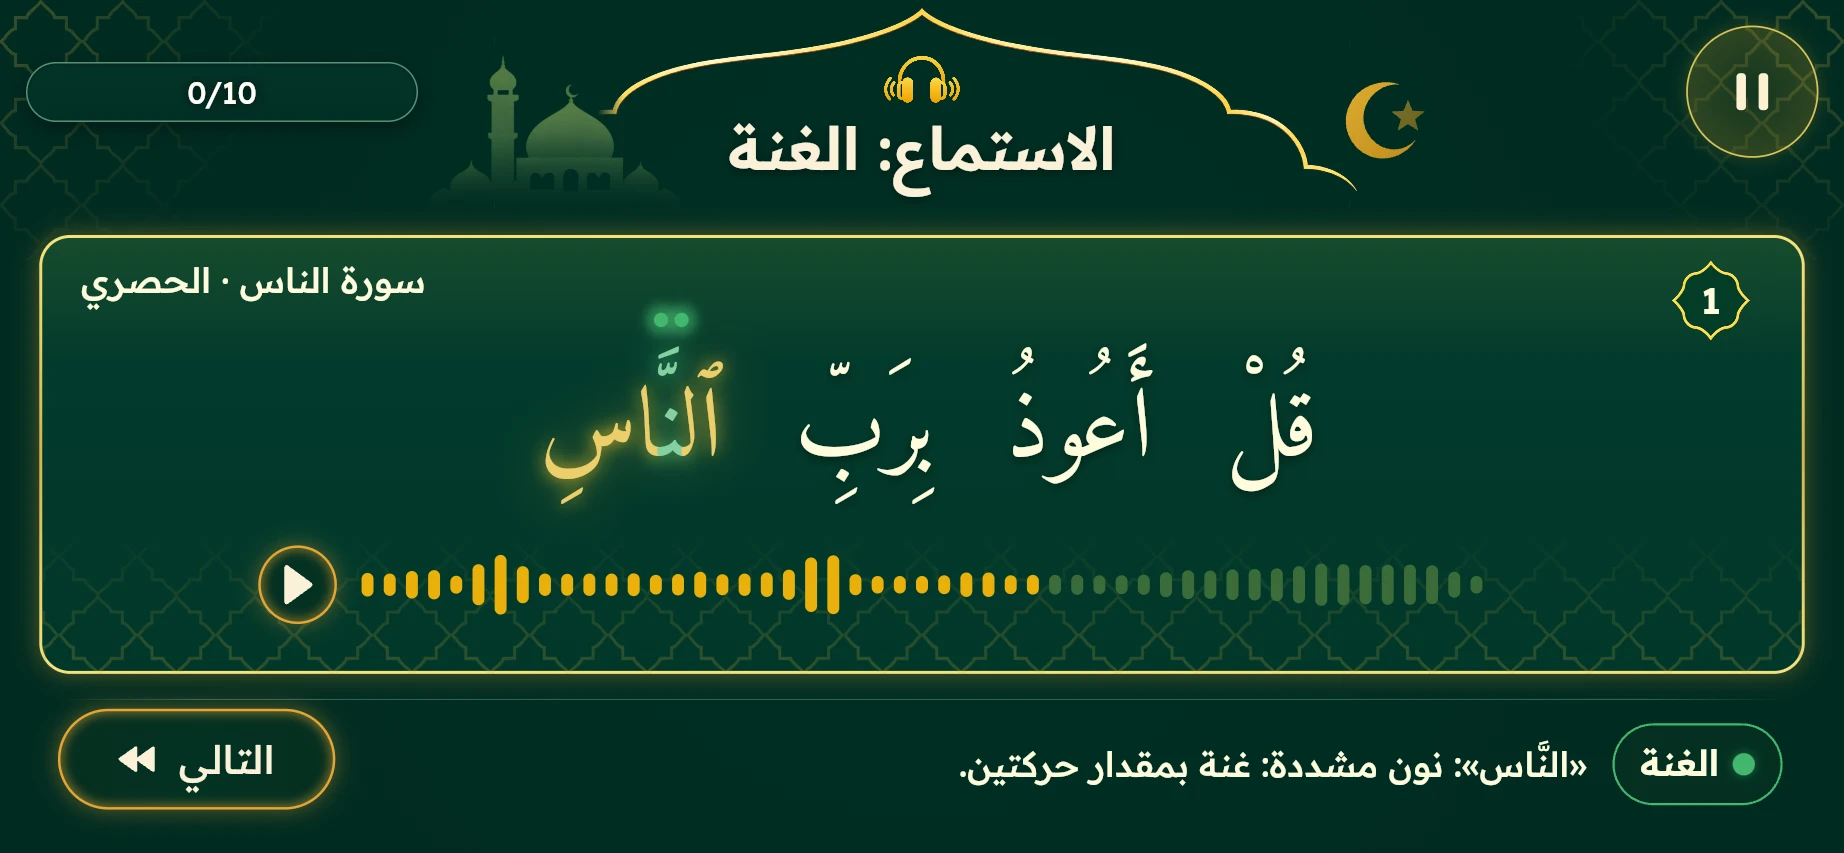 0/10
الاستماع: الغنة
سورة الناس · الحصري
1
قُلْ أَعُوذُ بِرَبِّ ٱلنَّاسِ
الغنة
«النَّاس»: نون مشددة: غنة بمقدار حركتين.
التالي